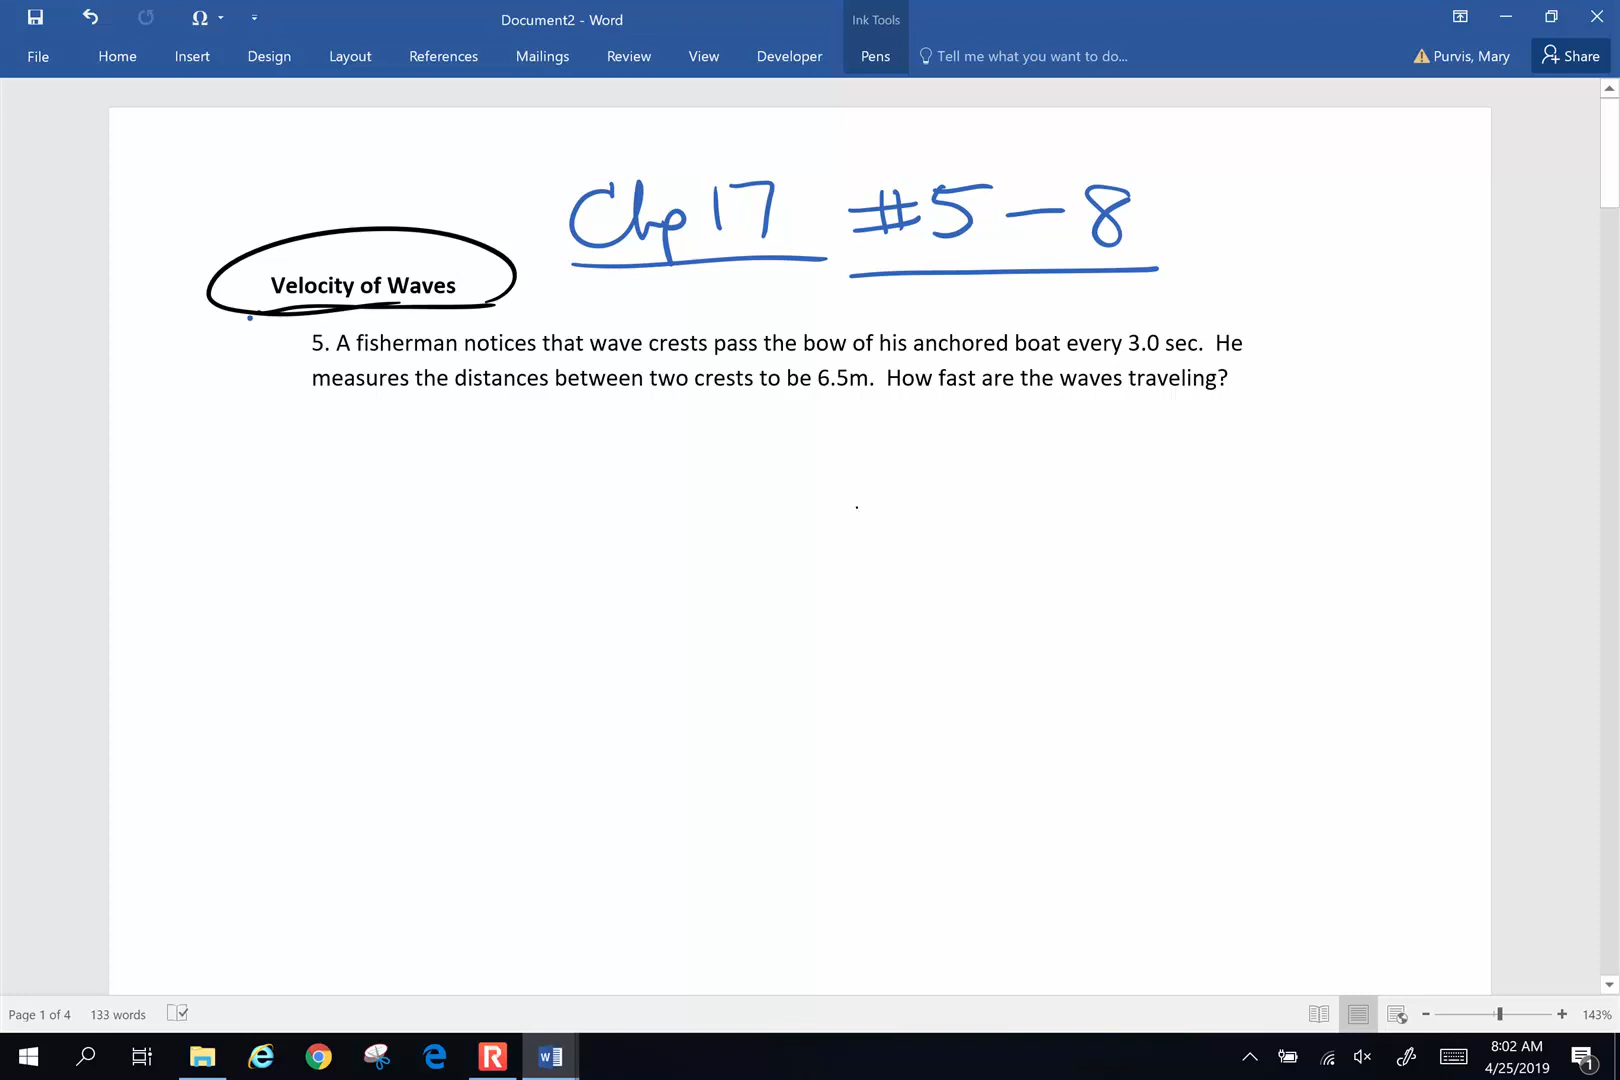 Document2 - Word
Ink Tools
File Home Insert Design Layout References Mailings Review View Developer Pens Tell me what you want to do... Purvis, Mary Share
Chp 17 #5-8
Velocity of Waves
5. A fisherman notices that wave crests pass the bow of his anchored boat every 3.0 sec. He
measures the distances between two crests to be 6.5m. How fast are the waves traveling?
Page 1 of 4 133 words 143%
8:02 AM
4/25/2019
1